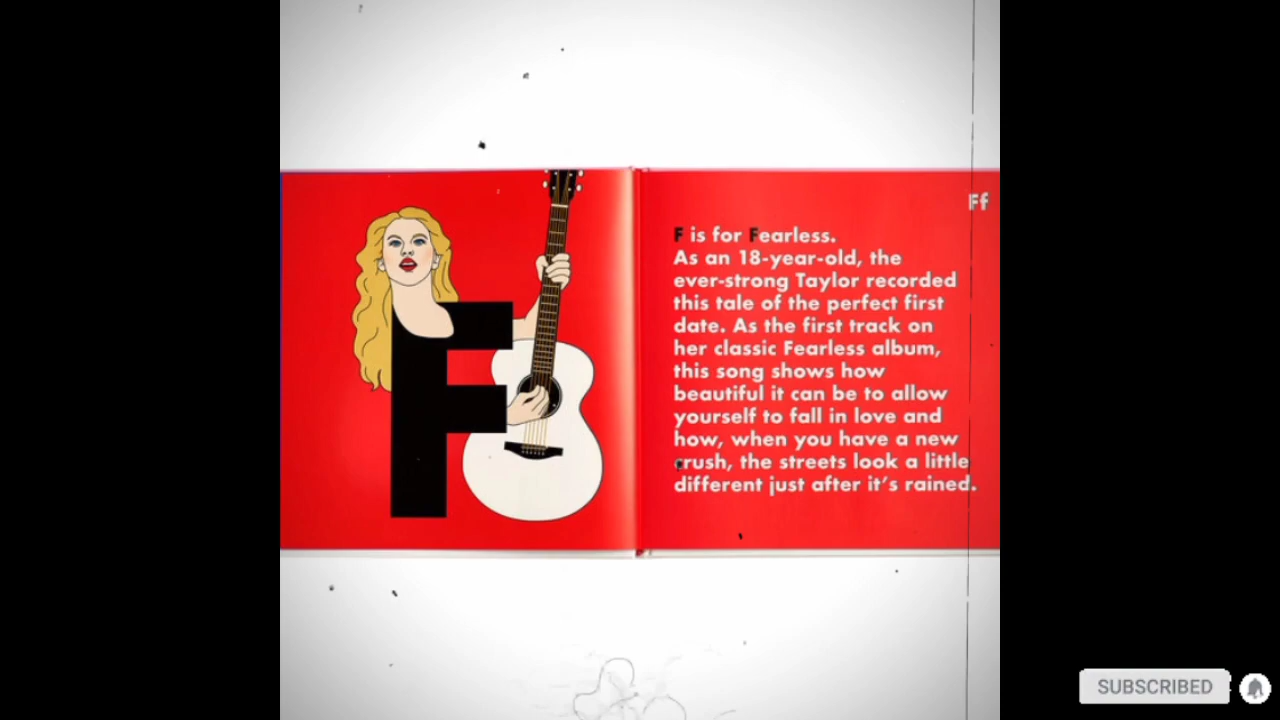 Ff
F is for Fearless.
As an 18-year-old, the
ever-strong Taylor recorded
this tale of the perfect first
date. As the first track on
her classic Fearless album,
this song shows how
beautiful it can be to allow
yourself to fall in love and
how, when you have a new
crush, the streets look a little
different just after it's rained.
SUBSCRIBED